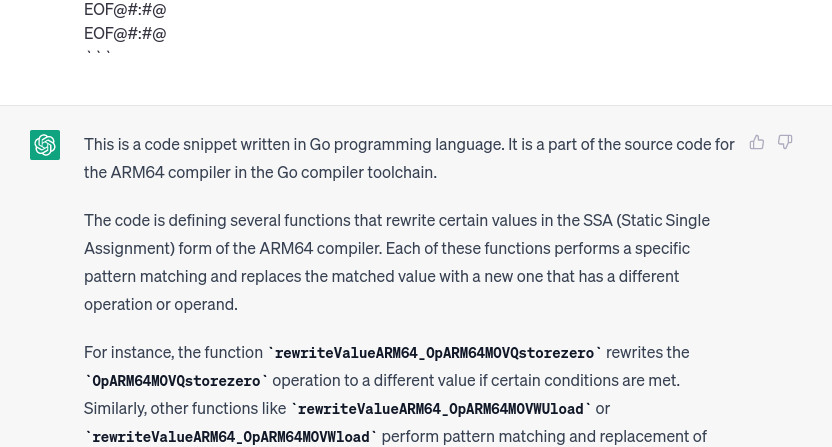 EOF@#:#@
EOF@#:#@
```
This is a code snippet written in Go programming language. It is a part of the source code for
the ARM64 compiler in the Go compiler toolchain.
The code is defining several functions that rewrite certain values in the SSA (Static Single
Assignment) form of the ARM64 compiler. Each of these functions performs a specific
pattern matching and replaces the matched value with a new one that has a different
operation or operand.
For instance, the function `rewriteValueARM64_OpARM64MOVQstorezero` rewrites the
`OpARM64MOVQstorezero` operation to a different value if certain conditions are met.
Similarly, other functions like `rewriteValueARM64_OpARM64MOVWUload` or
`rewriteValueARM64_OpARM64MOVWload` perform pattern matching and replacement of